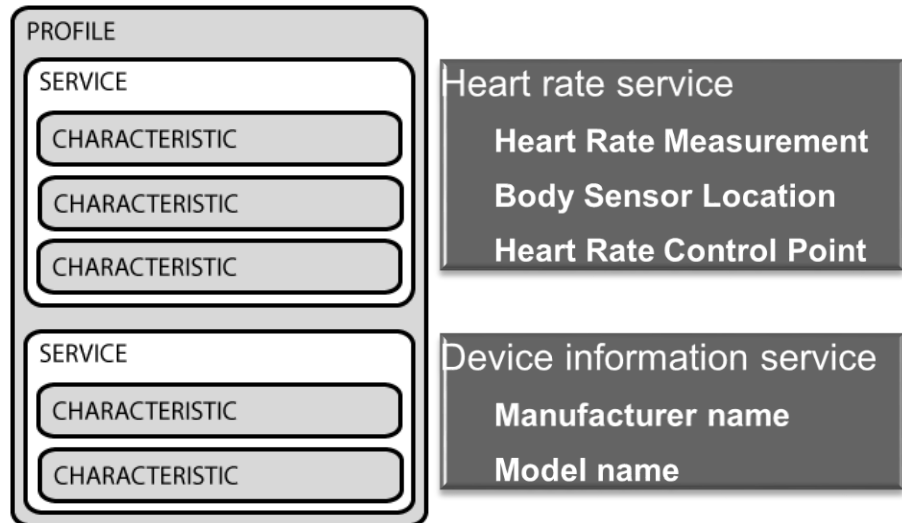 PROFILE
SERVICE
CHARACTERISTIC
CHARACTERISTIC
CHARACTERISTIC
Heart rate service
Heart Rate Measurement
Body Sensor Location
Heart Rate Control Point
SERVICE
CHARACTERISTIC
CHARACTERISTIC
Device information service
Manufacturer name
Model name